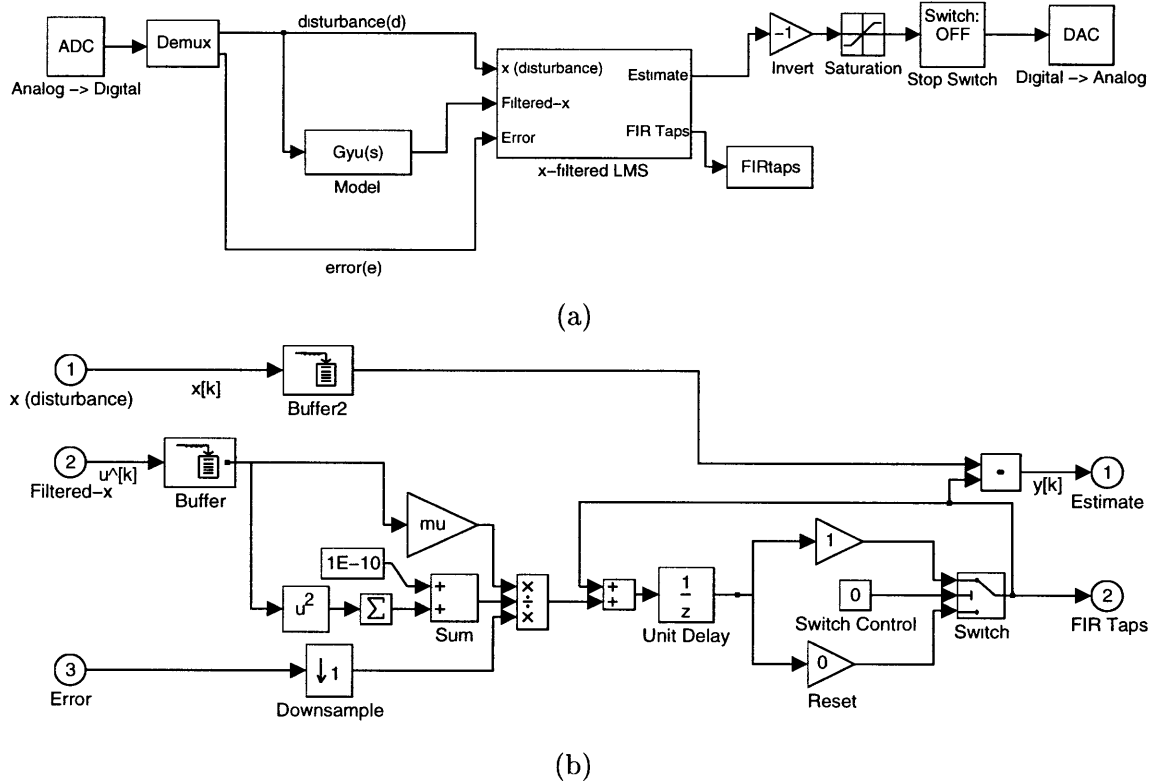 disturbance(d)
ADC
Analog -> Digital
Demux
Gyu(s)
Model
error(e)
x (disturbance)
Filtered-x
Error
Estimate
FIR Taps
x-filtered LMS
FIRtaps
-1
Invert
Saturation
Switch:
OFF
Stop Switch
DAC
Digital -> Analog
(a)
1
x (disturbance)
x[k]
Buffer2
2
Filtered-x
u^[k]
Buffer
mu
1E-10
u²
Σ
+
+
Sum
×
÷
×
3
Error
↓1
Downsample
+
+
1
z
Unit Delay
1
0
Switch Control
0
Reset
Switch
•
y[k]
1
Estimate
2
FIR Taps
(b)